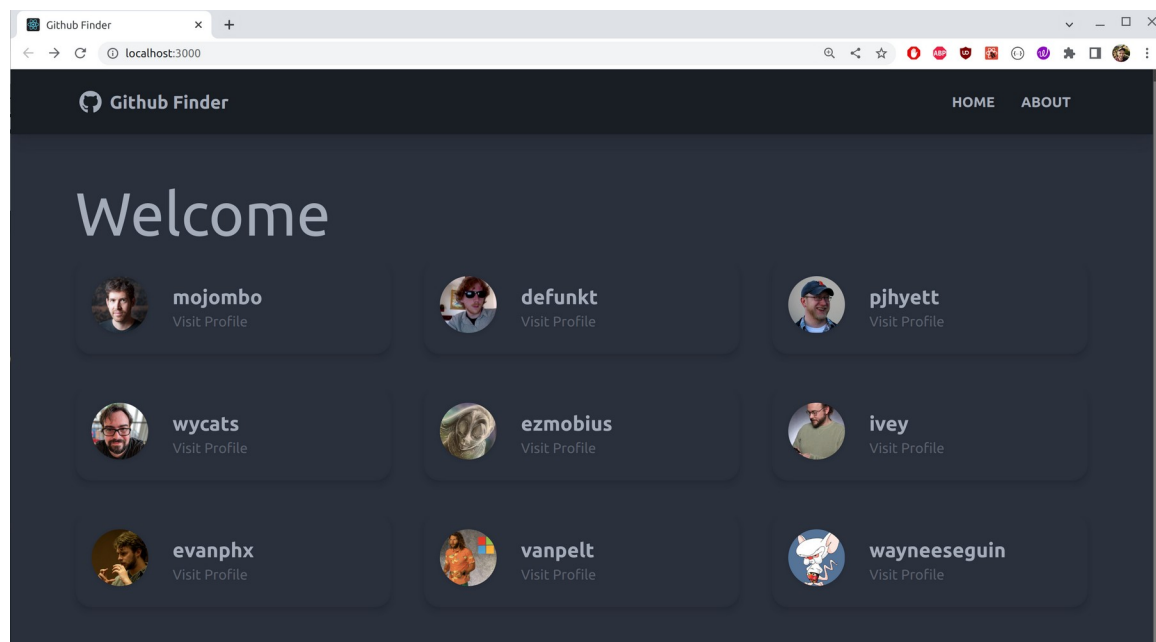 Github Finder
localhost:3000
ABP
Github Finder HOME ABOUT
Welcome
mojombo defunkt pjhyett
Visit Profile Visit Profile Visit Profile
wycats ezmobius ivey
Visit Profile Visit Profile Visit Profile
evanphx vanpelt wayneeseguin
Visit Profile Visit Profile Visit Profile